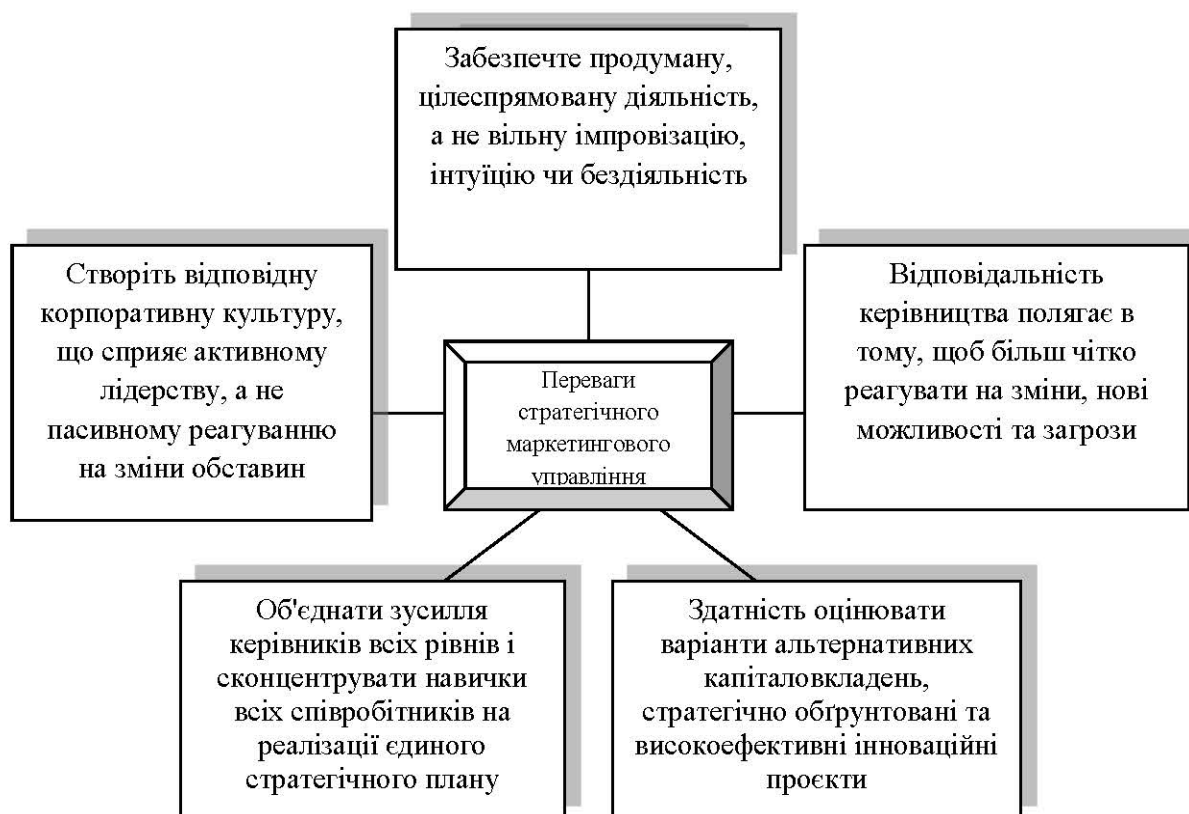 Забезпечте продуману,
цілеспрямовану діяльність,
а не вільну імпровізацію,
інтуїцію чи бездіяльність
Створіть відповідну
корпоративну культуру,
що сприяє активному
лідерству, а не
пасивному реагуванню
на зміни обставин
Переваги
стратегічного
маркетингового
управління
Відповідальність
керівництва полягає в
тому, щоб більш чітко
реагувати на зміни, нові
можливості та загрози
Об'єднати зусилля
керівників всіх рівнів і
сконцентрувати навички
всіх співробітників на
реалізації єдиного
стратегічного плану
Здатність оцінювати
варіанти альтернативних
капіталовкладень,
стратегічно обґрунтовані та
високоефективні інноваційні
проєкти